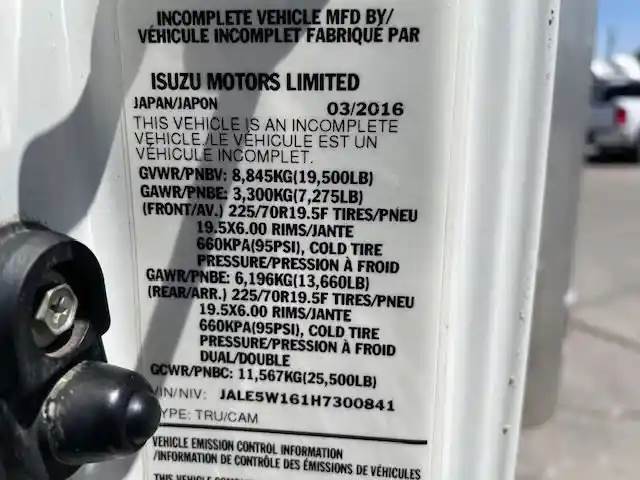 INCOMPLETE VEHICLE MFD BY/
VÉHICULE INCOMPLET FABRIQUÉ PAR
ISUZU MOTORS LIMITED
JAPAN/JAPON 03/2016
THIS VEHICLE IS AN INCOMPLETE
VEHICLE./LE VÉHICULE EST UN
VÉHICULE INCOMPLET.
GVWR/PNBV: 8,845KG(19,500LB)
GAWR/PNBE: 3,300KG(7,275LB)
(FRONT/AV.) 225/70R19.5F TIRES/PNEU
19.5X6.00 RIMS/JANTE
660KPA(95PSI), COLD TIRE
PRESSURE/PRESSION À FROID
GAWR/PNBE: 6,196KG(13,660LB)
(REAR/ARR.) 225/70R19.5F TIRES/PNEU
19.5X6.00 RIMS/JANTE
660KPA(95PSI), COLD TIRE
PRESSURE/PRESSION À FROID
DUAL/DOUBLE
GCWR/PNBC: 11,567KG(25,500LB)
VIN/NIV: JALE5W161H7300841
TYPE: TRU/CAM
VEHICLE EMISSION CONTROL INFORMATION
/INFORMATION DE CONTRÔLE DES ÉMISSIONS DE VÉHICULES